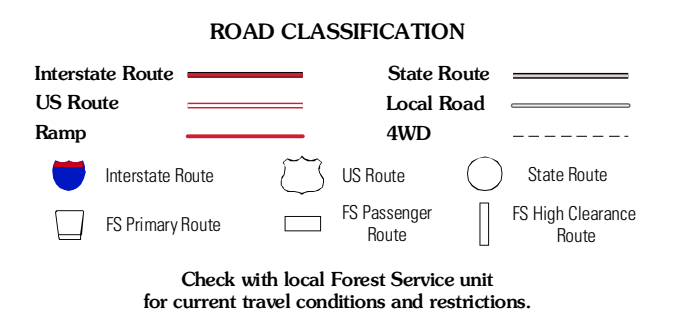 ROAD CLASSIFICATION
Interstate Route
State Route
US Route
Local Road
Ramp
4WD
Interstate Route
US Route
State Route
FS Primary Route
FS Passenger
Route
FS High Clearance
Route
Check with local Forest Service unit
for current travel conditions and restrictions.